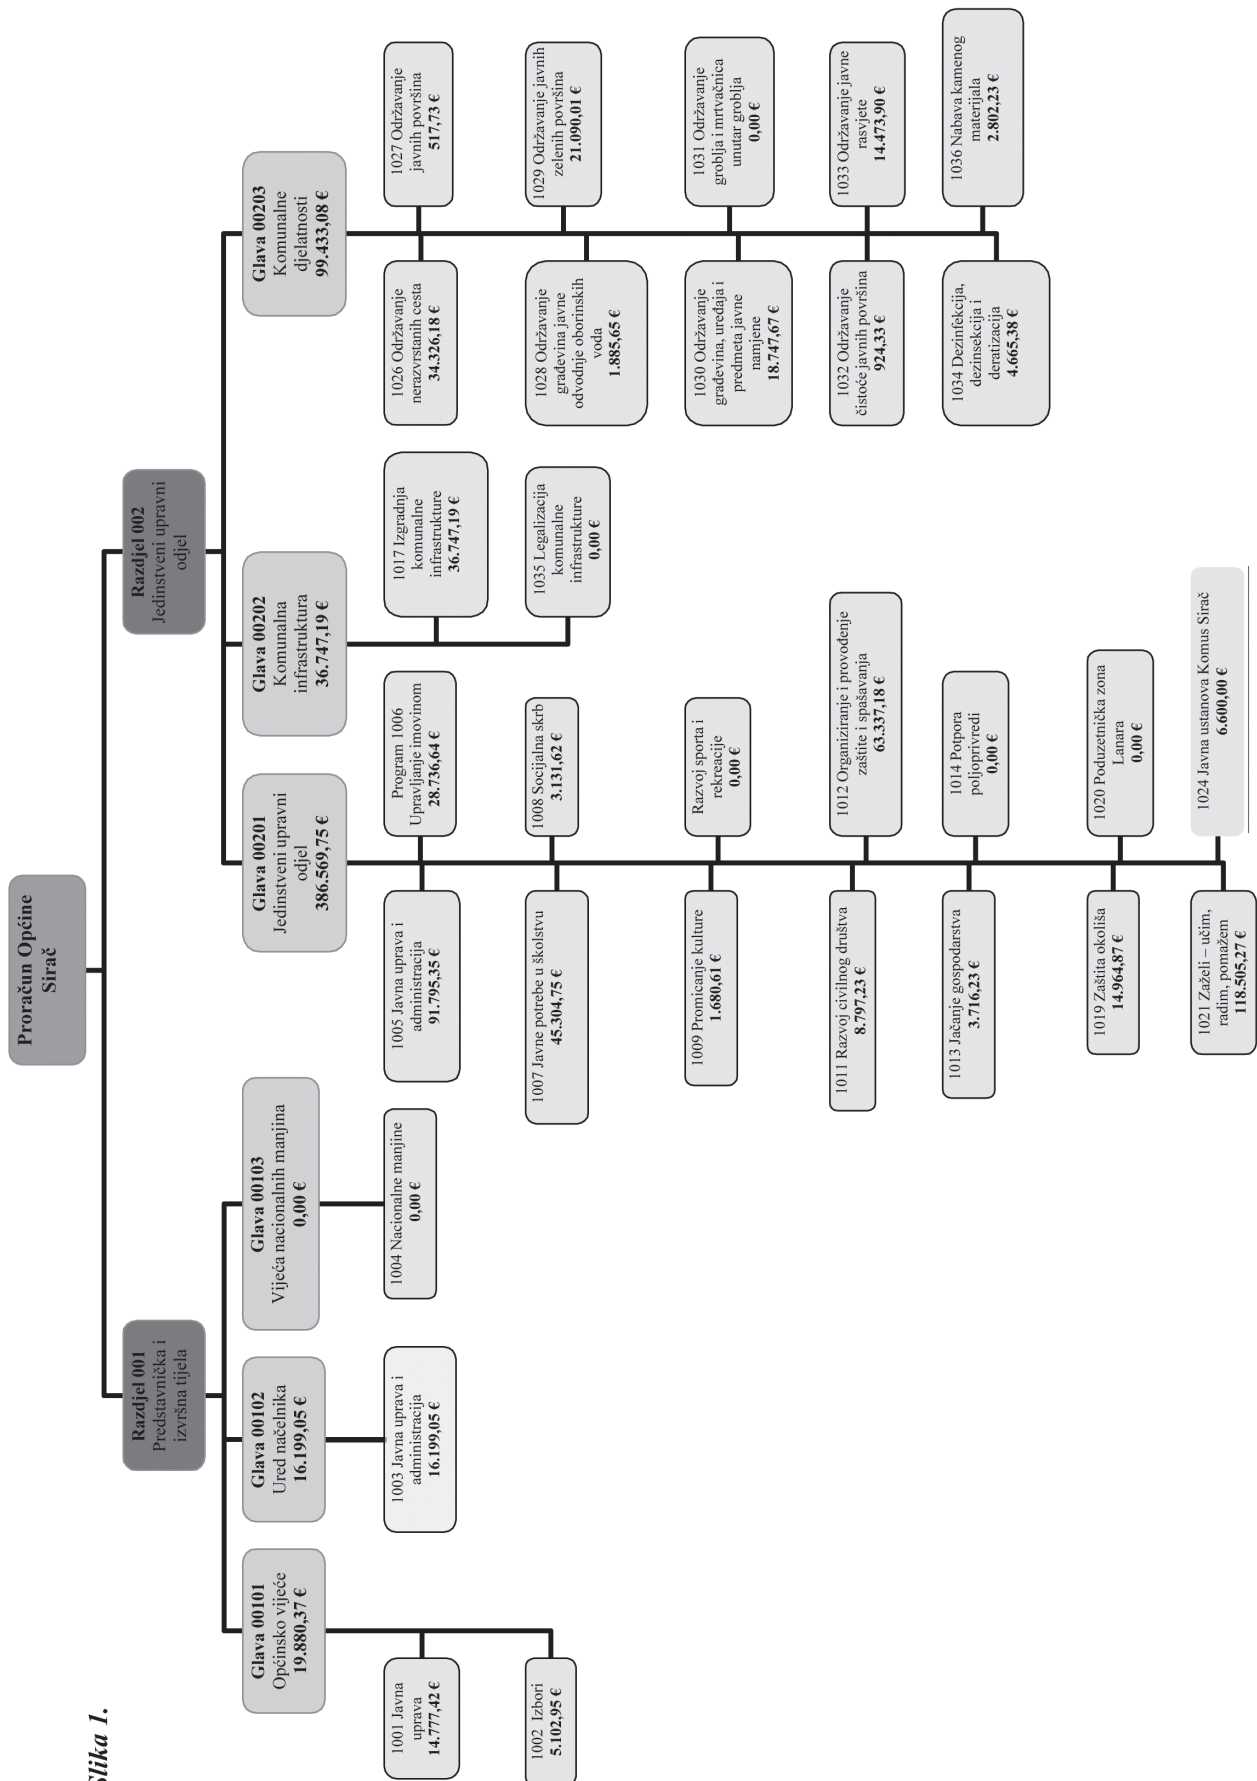 Slika 1.
Proračun Općine
Sirač
Razdjel 001
Predstavnička i
izvršna tijela
Razdjel 002
Jedinstveni upravni
odjel
Glava 00101
Općinsko vijeće
19.880,37 €
Glava 00102
Ured načelnika
16.199,05 €
Glava 00103
Vijeća nacionalnih manjina
0,00 €
Glava 00201
Jedinstveni upravni
odjel
386.569,75 €
Glava 00202
Komunalna
infrastruktura
36.747,19 €
Glava 00203
Komunalne
djelatnosti
99.433,08 €
1001 Javna
uprava
14.777,42 €
1002 Izbori
5.102,95 €
1003 Javna uprava i
administracija
16.199,05 €
1004 Nacionalne manjine
0,00 €
1005 Javna uprava i
administracija
91.795,35 €
Program 1006
Upravljanje imovinom
28.736,64 €
1007 Javne potrebe u školstvu
45.304,75 €
1008 Socijalna skrb
3.131,62 €
1009 Promicanje kulture
1.680,61 €
Razvoj sporta i
rekreacije
0,00 €
1011 Razvoj civilnog društva
8.797,23 €
1012 Organiziranje i provođenje
zaštite i spašavanja
63.337,18 €
1013 Jačanje gospodarstva
3.716,23 €
1014 Potpora
poljoprivredi
0,00 €
1019 Zaštita okoliša
14.964,87 €
1020 Poduzetnička zona
Lanara
0,00 €
1021 Zaželi – učim,
radim, pomažem
118.505,27 €
1024 Javna ustanova Komus Sirač
6.600,00 €
1017 Izgradnja
komunalne
infrastrukture
36.747,19 €
1035 Legalizacija
komunalne
infrastrukture
0,00 €
1026 Održavanje
nerazvrstanih cesta
34.326,18 €
1027 Održavanje
javnih površina
517,73 €
1028 Održavanje
građevina javne
odvodnje oborinskih
voda
1.885,65 €
1029 Održavanje javnih
zelenih površina
21.090,01 €
1030 Održavanje
građevina, uređaja i
predmeta javne
namjene
18.747,67 €
1031 Održavanje
groblja i mrtvačnica
unutar groblja
0,00 €
1032 Održavanje
čistoće javnih površina
924,33 €
1033 Održavanje javne
rasvjete
14.473,90 €
1034 Dezinfekcija,
dezinsekcija i
deratizacija
4.665,38 €
1036 Nabava kamenog
materijala
2.802,23 €